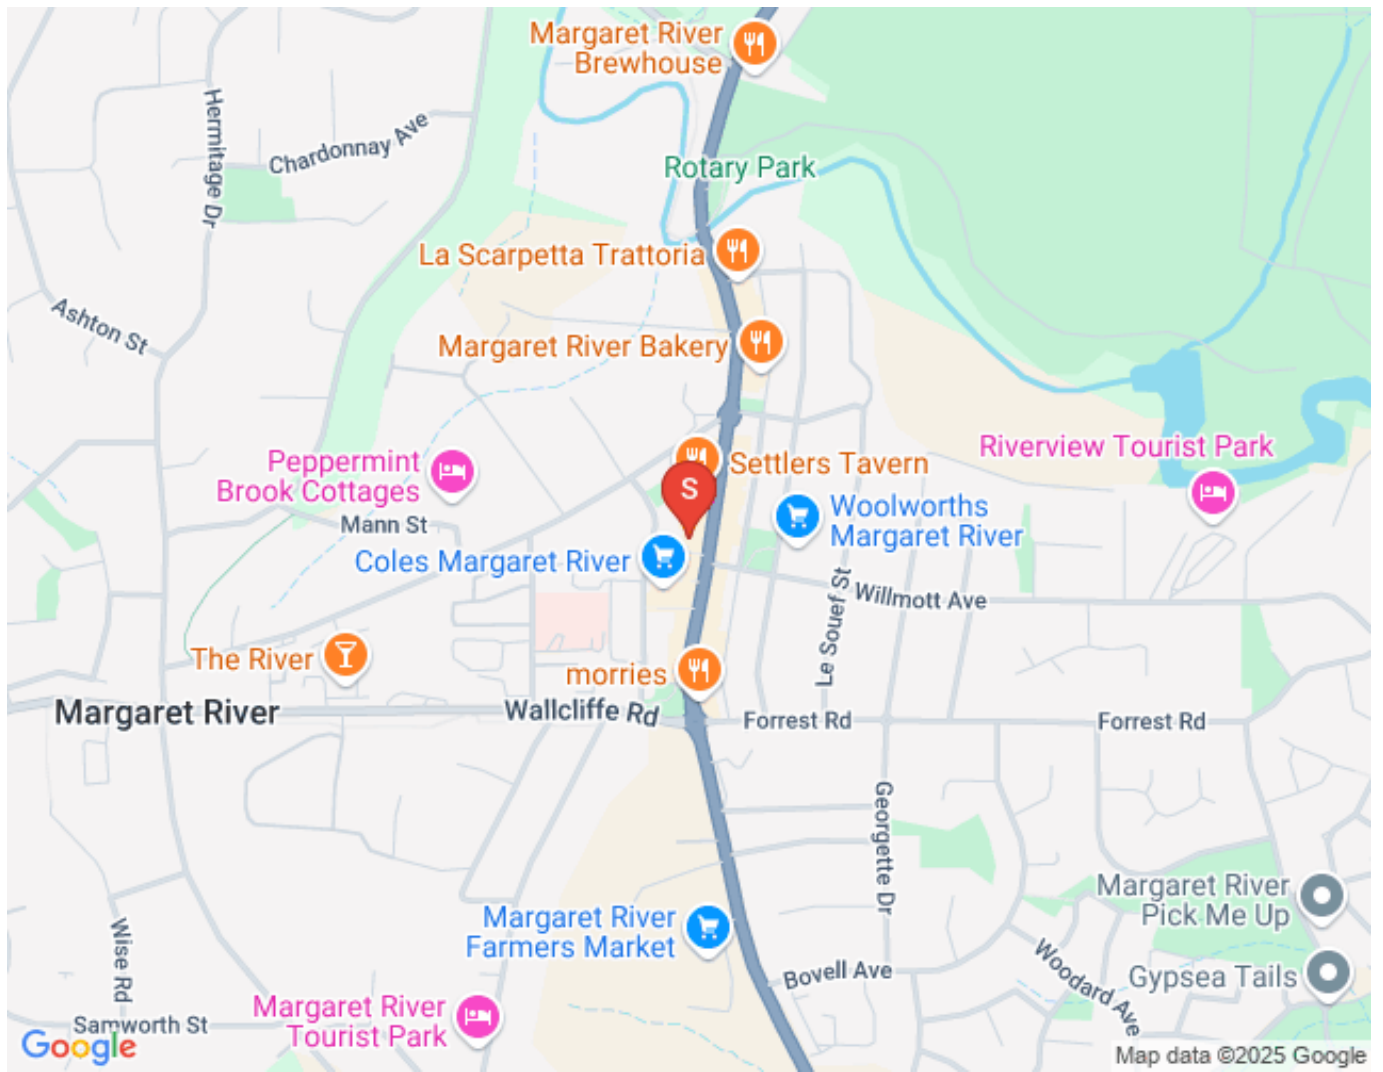 Margaret River
Brewhouse
Hermitage Dr
Chardonnay Ave
Rotary Park
La Scarpetta Trattoria
Ashton St
Margaret River Bakery
Peppermint
Brook Cottages
Settlers Tavern
S
Riverview Tourist Park
Mann St
Woolworths
Margaret River
Coles Margaret River
Willmott Ave
Le Souef St
The River
morries
Margaret River
Wallcliffe Rd
Forrest Rd
Forrest Rd
Georgette Dr
Margaret River
Pick Me Up
Margaret River
Farmers Market
Wise Rd
Bovell Ave
Woodard Ave
Gypsea Tails
Margaret River
Tourist Park
Samworth St
Google
Map data ©2025 Google